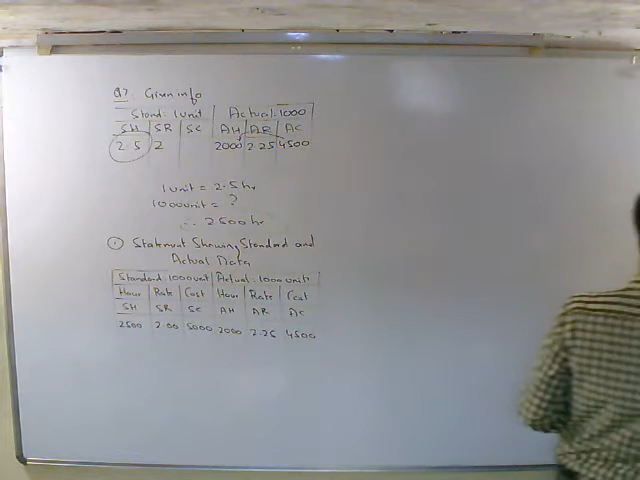 Q7. Given info
Stand: 1 Unit Actual: 1000
SH SR SC AH AR AC
2.5 2 2000 2.25 4500
1 Unit = 2.5 hr
1000 Unit = ?
∴ 2500 hr
① Statement Showing Standard and
Actual Data
Standard 1000 unit Actual: 1000 units
Hour Rate Cost Hour Rate Cost
SH SR SC AH AR AC
2500 2.00 5000 2000 2.25 4500